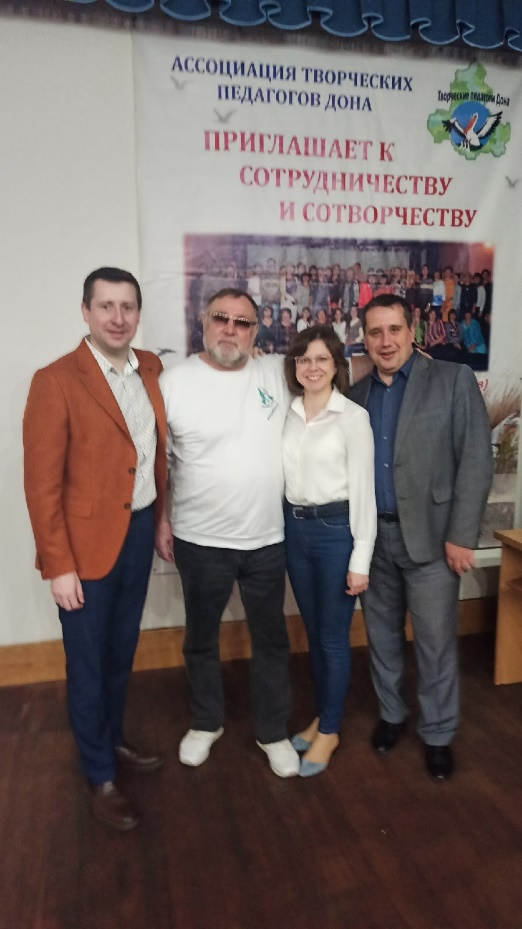 АССОЦИАЦИЯ ТВОРЧЕСКИХ
ПЕДАГОГОВ ДОНА
Творческие педагоги Дона
ПРИГЛАШАЕТ К
СОТРУДНИЧЕСТВУ
И СОТВОРЧЕСТВУ